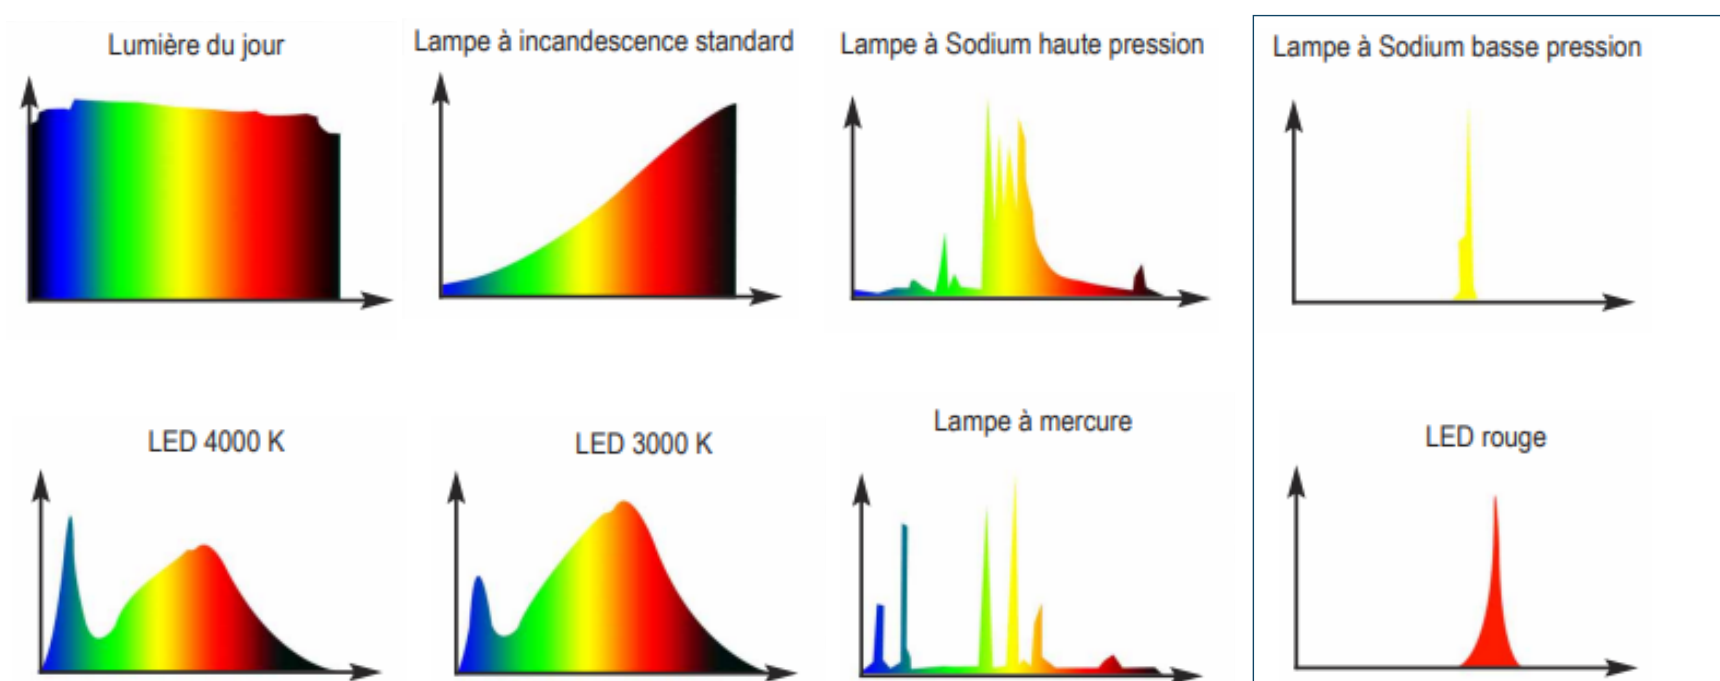 Lumière du jour
Lampe à incandescence standard
Lampe à Sodium haute pression
Lampe à Sodium basse pression
LED 4000 K
LED 3000 K
Lampe à mercure
LED rouge